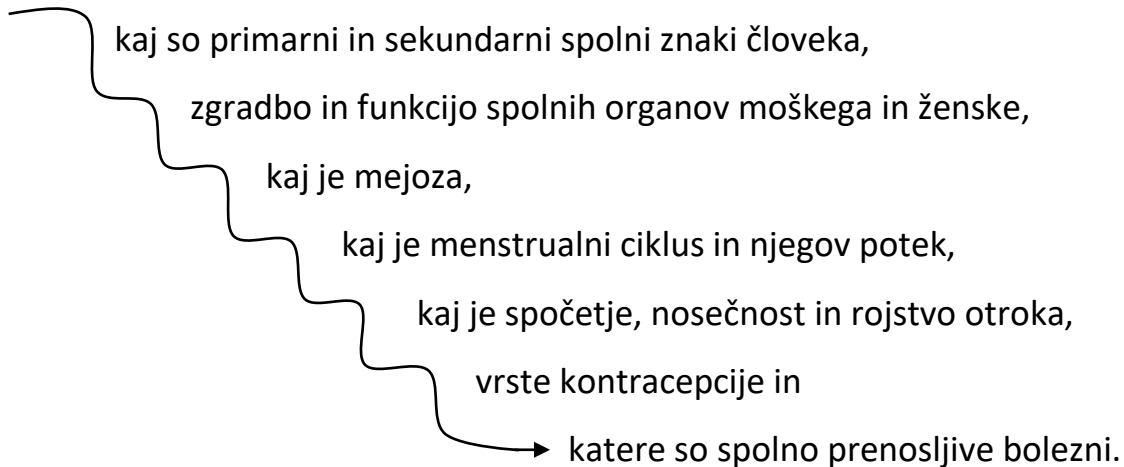 kaj so primarni in sekundarni spolni znaki človeka,
zgradbo in funkcijo spolnih organov moškega in ženske,
kaj je mejoza,
kaj je menstrualni ciklus in njegov potek,
kaj je spočetje, nosečnost in rojstvo otroka,
vrste kontracepcije in
katere so spolno prenosljive bolezni.